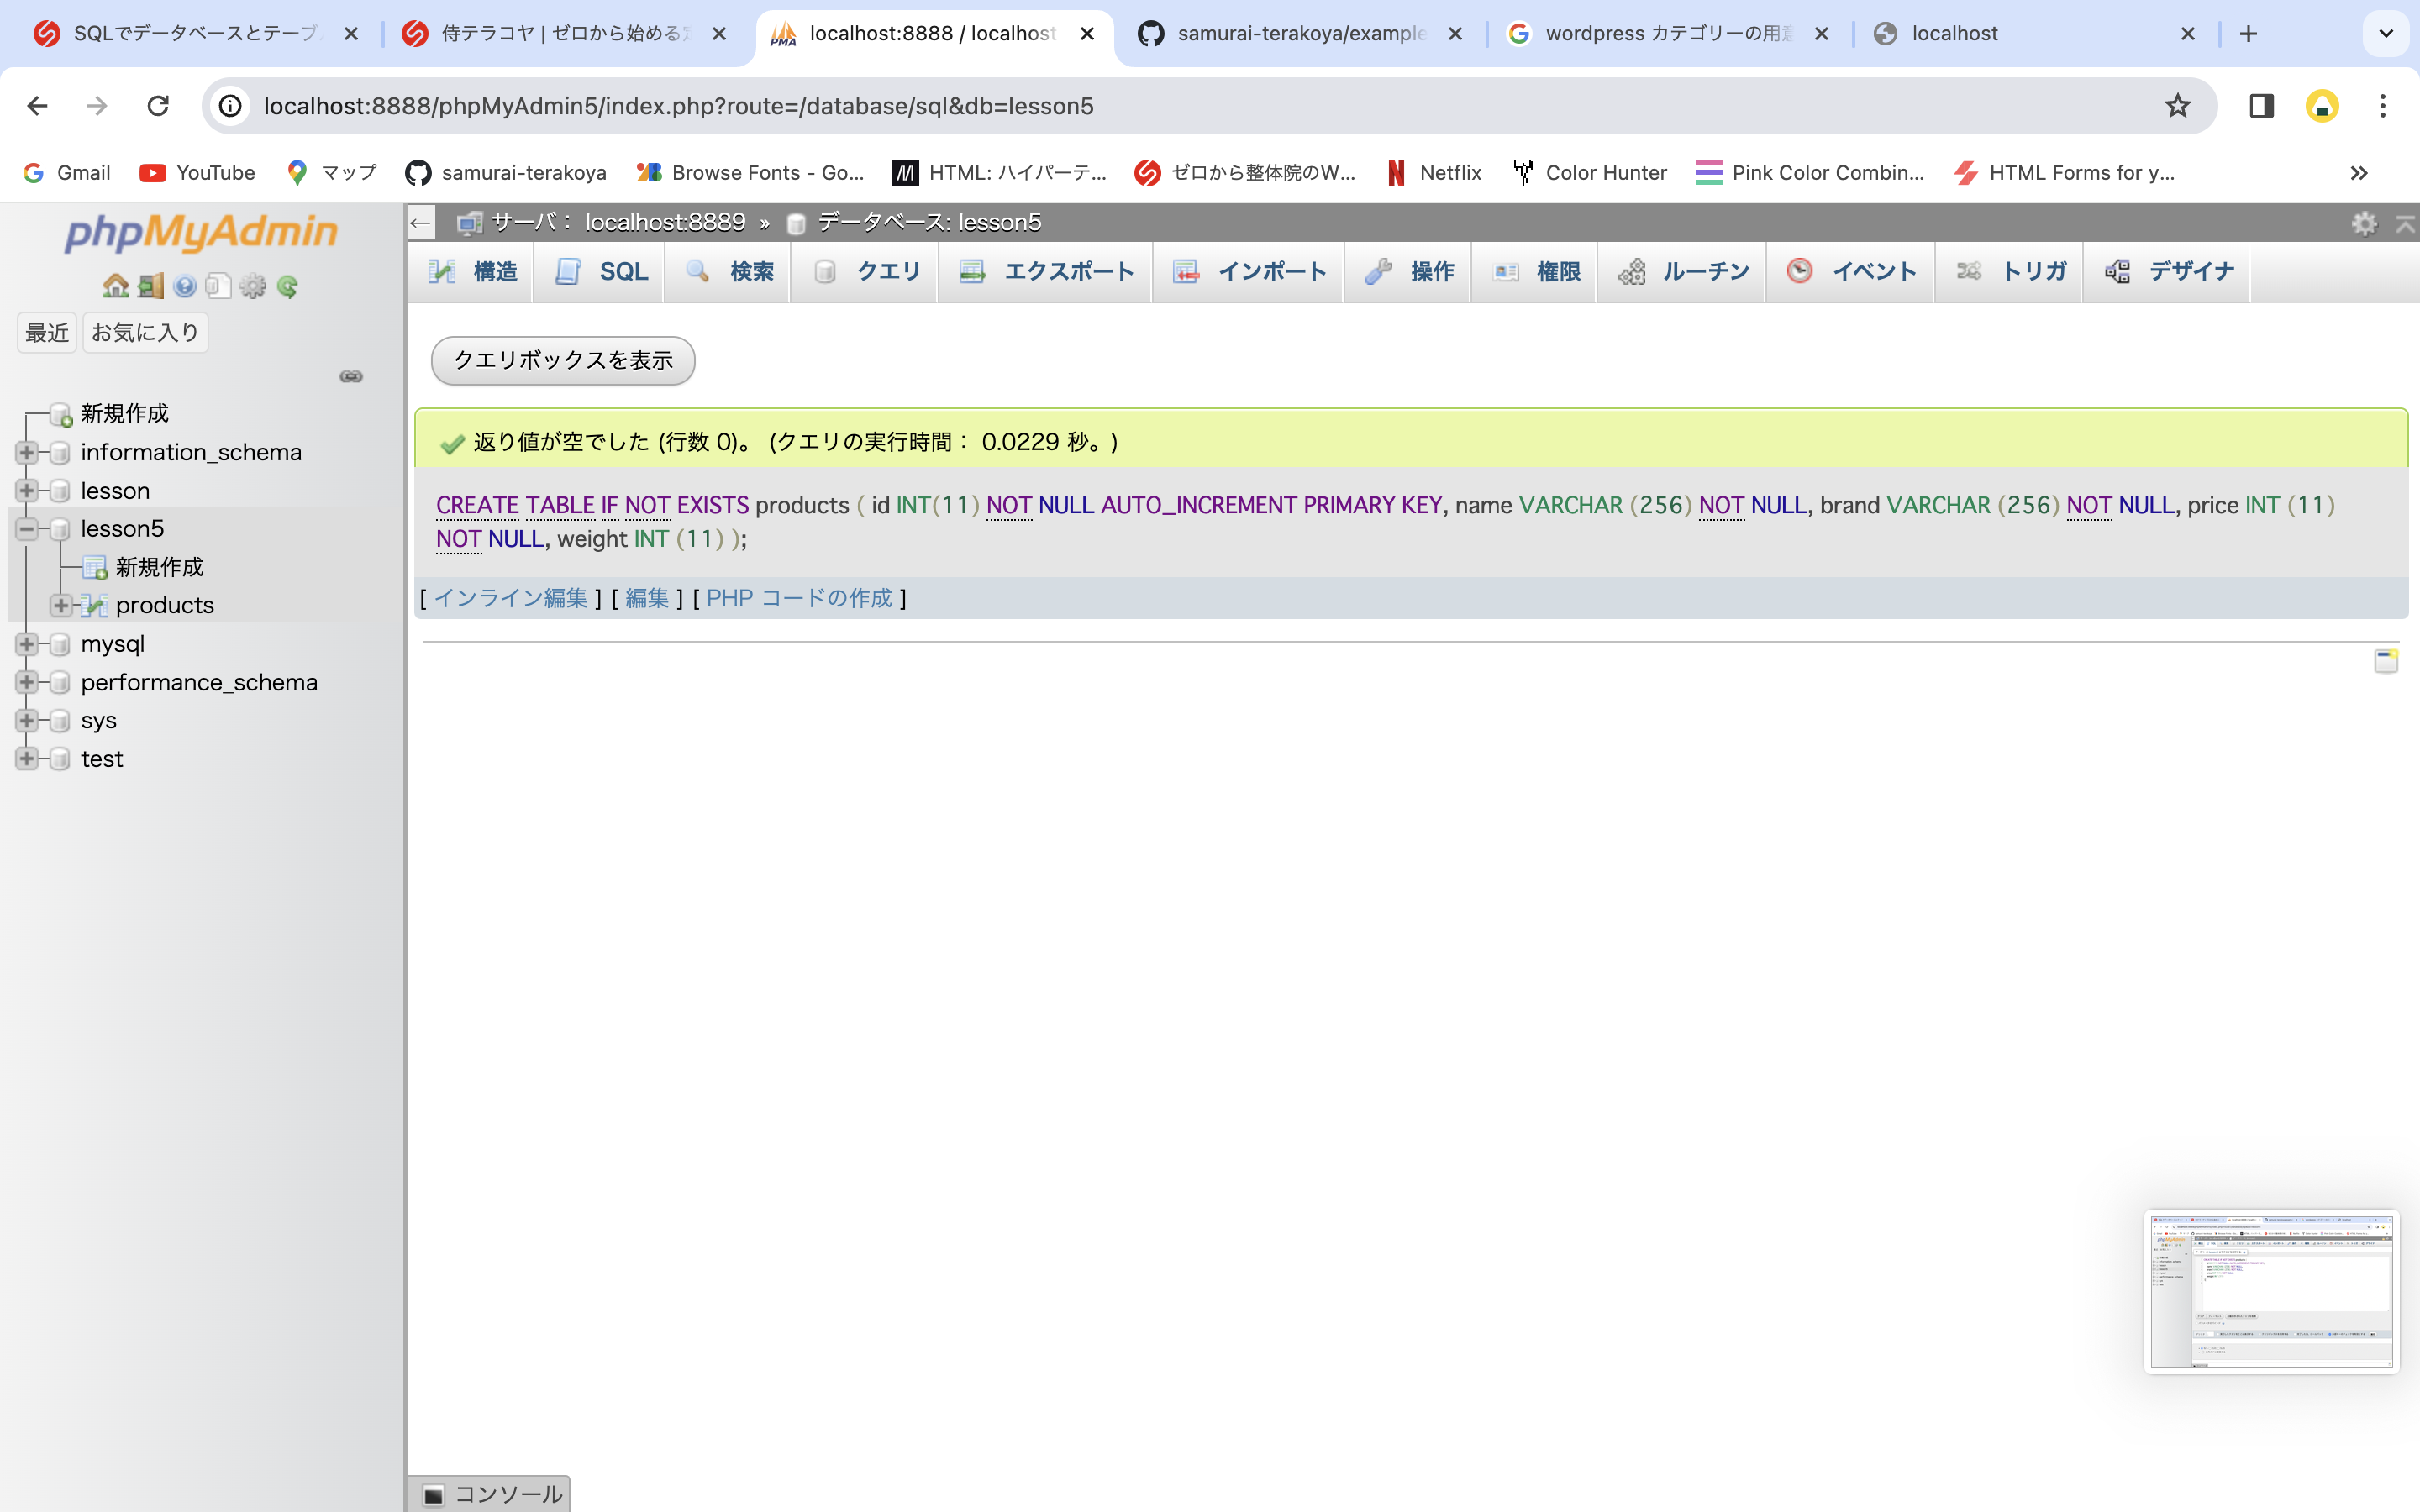 SQLでデータベースとテーブ
侍テラコヤ | ゼロから始める
localhost:8888 / localhost
samurai-terakoya/example
wordpress カテゴリーの用意
localhost
localhost:8888/phpMyAdmin5/index.php?route=/database/sql&db=lesson5
Gmail
YouTube
マップ
samurai-terakoya
Browse Fonts - Go...
HTML: ハイパーテ...
ゼロから整体院のW...
Netflix
Color Hunter
Pink Color Combin...
HTML Forms for y...
phpMyAdmin
最近
お気に入り
新規作成
information_schema
lesson
lesson5
新規作成
products
mysql
performance_schema
sys
test
サーバ: localhost:8889 » データベース: lesson5
構造
SQL
検索
クエリ
エクスポート
インポート
操作
権限
ルーチン
イベント
トリガ
デザイナ
クエリボックスを表示
返り値が空でした (行数 0)。 (クエリの実行時間: 0.0229 秒。)
CREATE TABLE IF NOT EXISTS products ( id INT(11) NOT NULL AUTO_INCREMENT PRIMARY KEY, name VARCHAR (256) NOT NULL, brand VARCHAR (256) NOT NULL, price INT (11)
NOT NULL, weight INT (11) );
[ インライン編集 ] [ 編集 ] [ PHP コードの作成 ]
コンソール